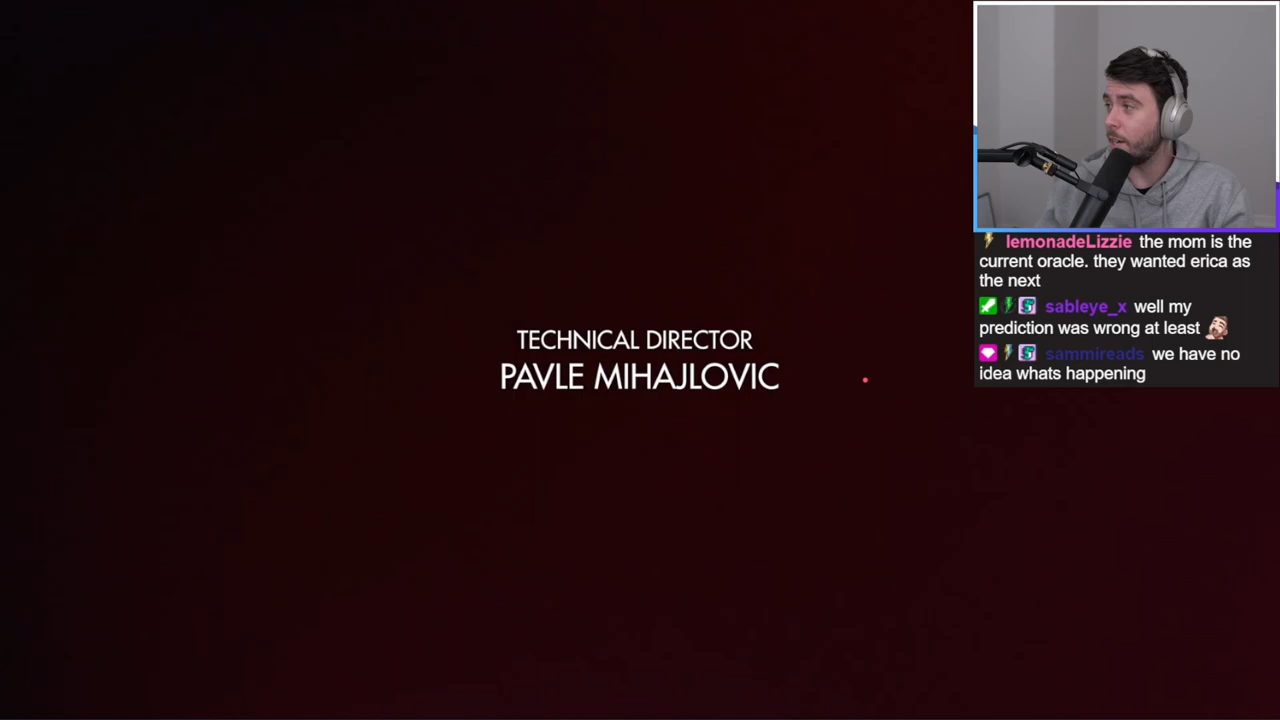 TECHNICAL DIRECTOR
PAVLE MIHAJLOVIC
lemonadeLizzie the mom is the
current oracle. they wanted erica as
the next
sableye_x well my
prediction was wrong at least
sammireads we have no
idea whats happening